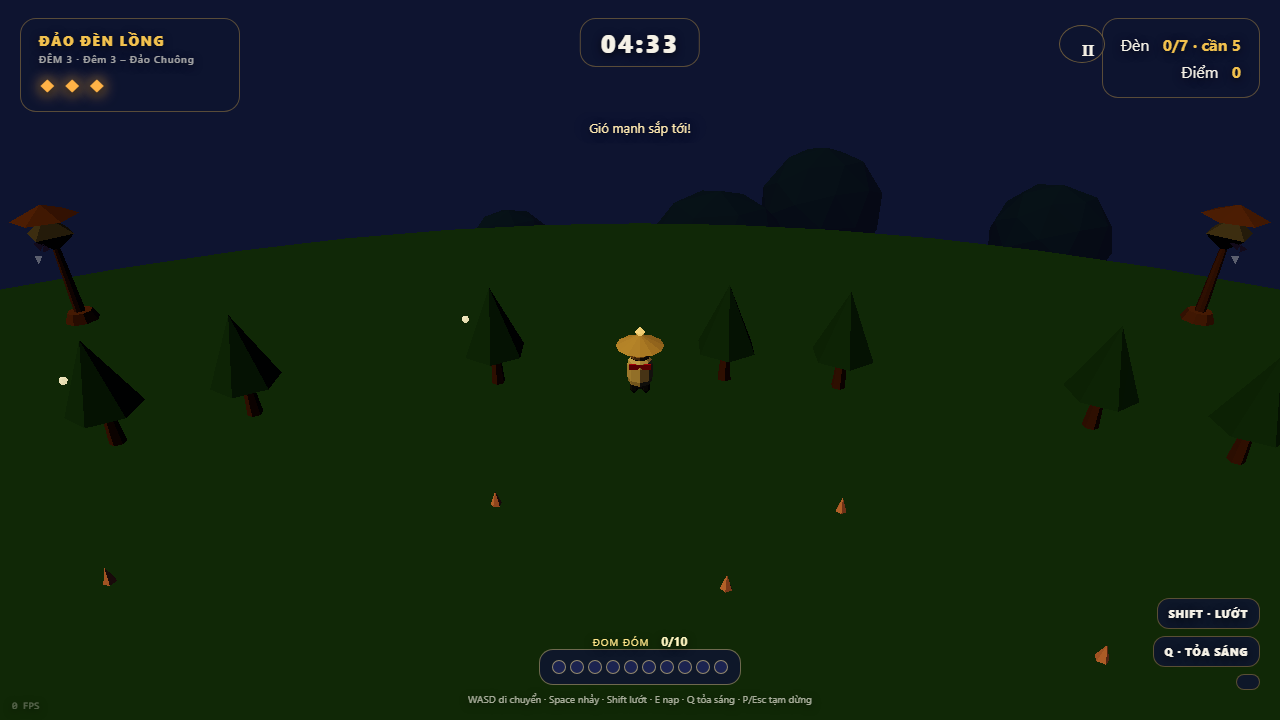 ĐẢO ĐÈN LỒNG
ĐÊM 3 · Đêm 3 – Đảo Chuông
04:33
II
Đèn 0/7 · cần 5
Điểm 0
Gió mạnh sắp tới!
SHIFT · LƯỚT
Q · TỎA SÁNG
ĐOM ĐÓM 0/10
WASD di chuyển · Space nhảy · Shift lướt · E nạp · Q tỏa sáng · P/Esc tạm dừng
0 FPS